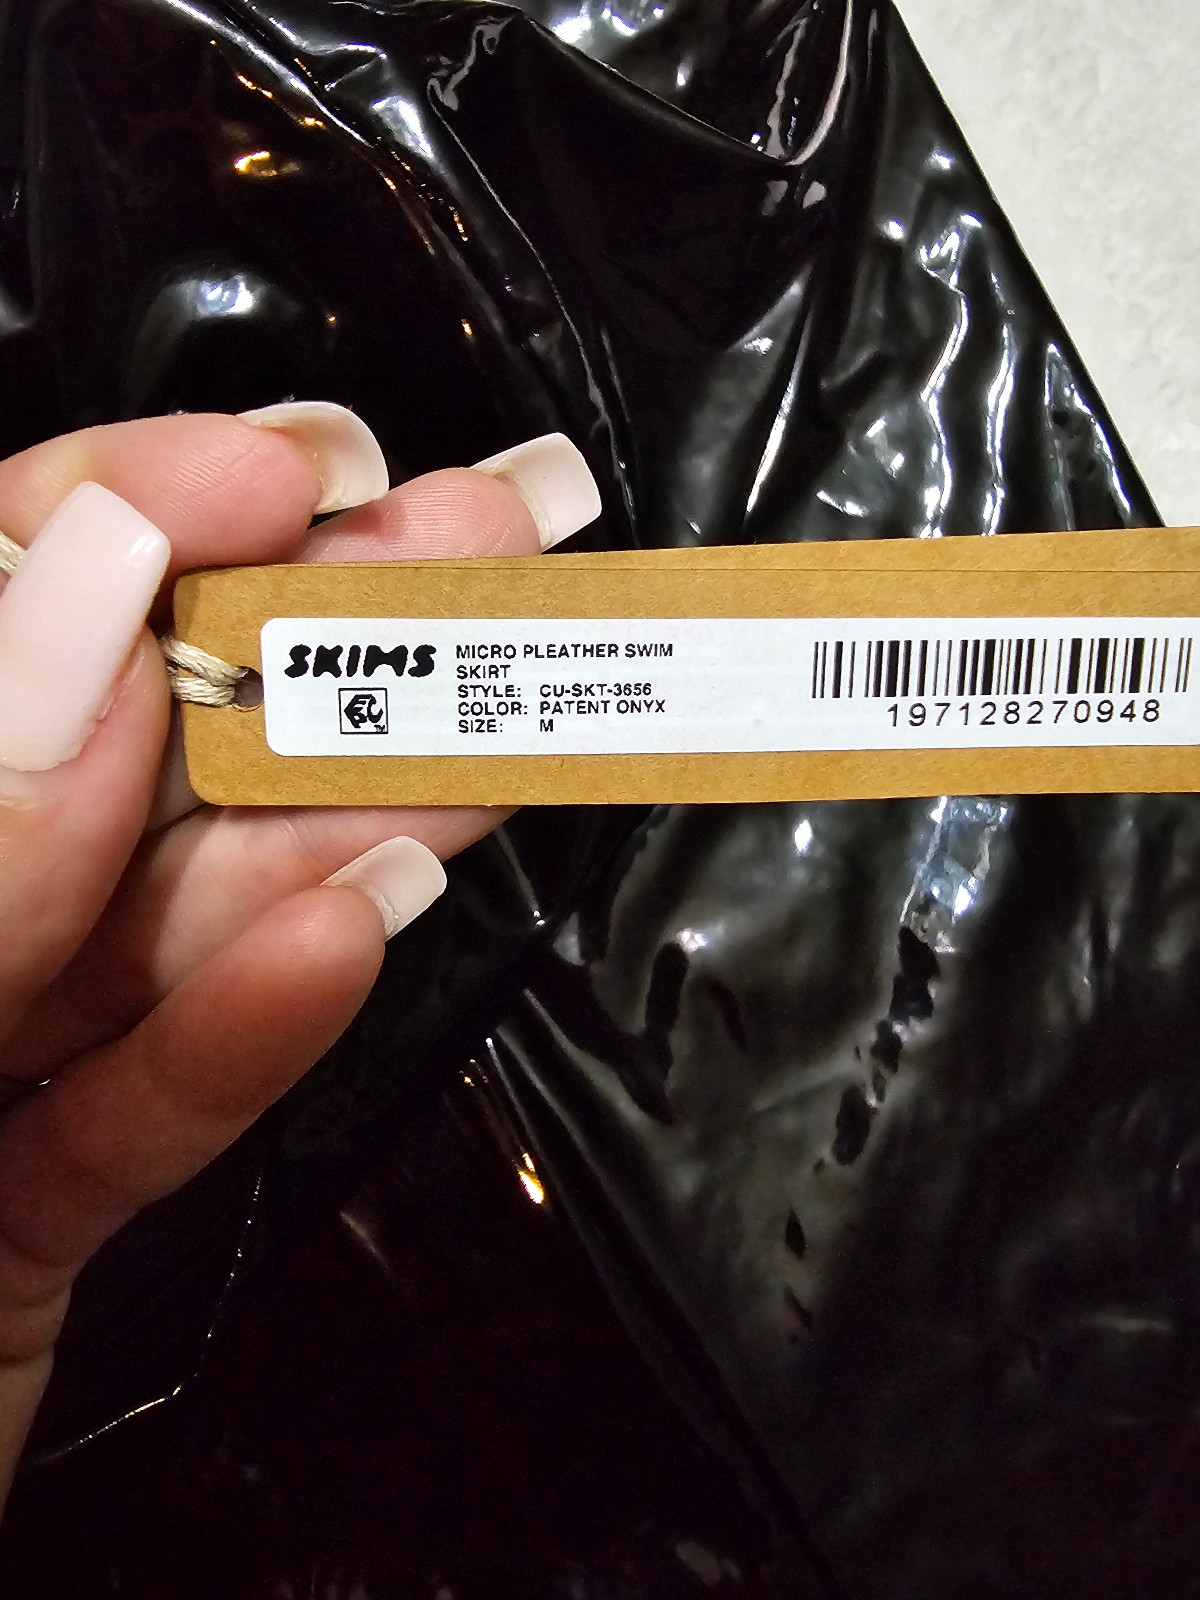 SKIMS
MICRO PLEATHER SWIM
SKIRT
STYLE: CU-SKT-3656
COLOR: PATENT ONYX
SIZE: M
197128270948